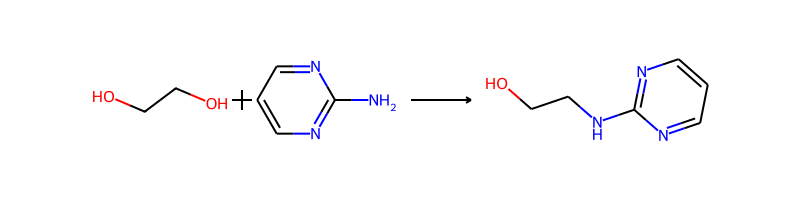 HO OH + N N NH₂ → HO N H N N